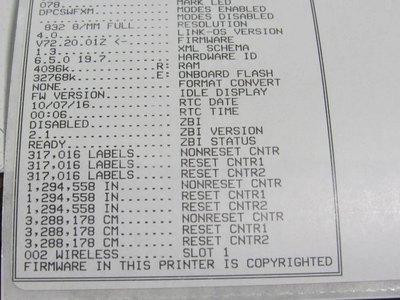 078................ MARK LED
DPCSWFXM........... MODES ENABLED
................... MODES DISABLED
832 8/MM FULL..... RESOLUTION
4.0................ LINK-OS VERSION
V72.20.01Z <-...... FIRMWARE
1.3................ XML SCHEMA
6.5.0 19.7......... HARDWARE ID
4096k............R: RAM
32768k...........E: ONBOARD FLASH
NONE............... FORMAT CONVERT
FW VERSION......... IDLE DISPLAY
10/07/16........... RTC DATE
00:06.............. RTC TIME
DISABLED........... ZBI
2.1................ ZBI VERSION
READY.............. ZBI STATUS
317,016 LABELS..... NONRESET CNTR
317,016 LABELS..... RESET CNTR1
317,016 LABELS..... RESET CNTR2
1,294,558 IN....... NONRESET CNTR
1,294,558 IN....... RESET CNTR1
1,294,558 IN....... RESET CNTR2
3,288,178 CM....... NONRESET CNTR
3,288,178 CM....... RESET CNTR1
3,288,178 CM....... RESET CNTR2
002 WIRELESS....... SLOT 1
FIRMWARE IN THIS PRINTER IS COPYRIGHTED